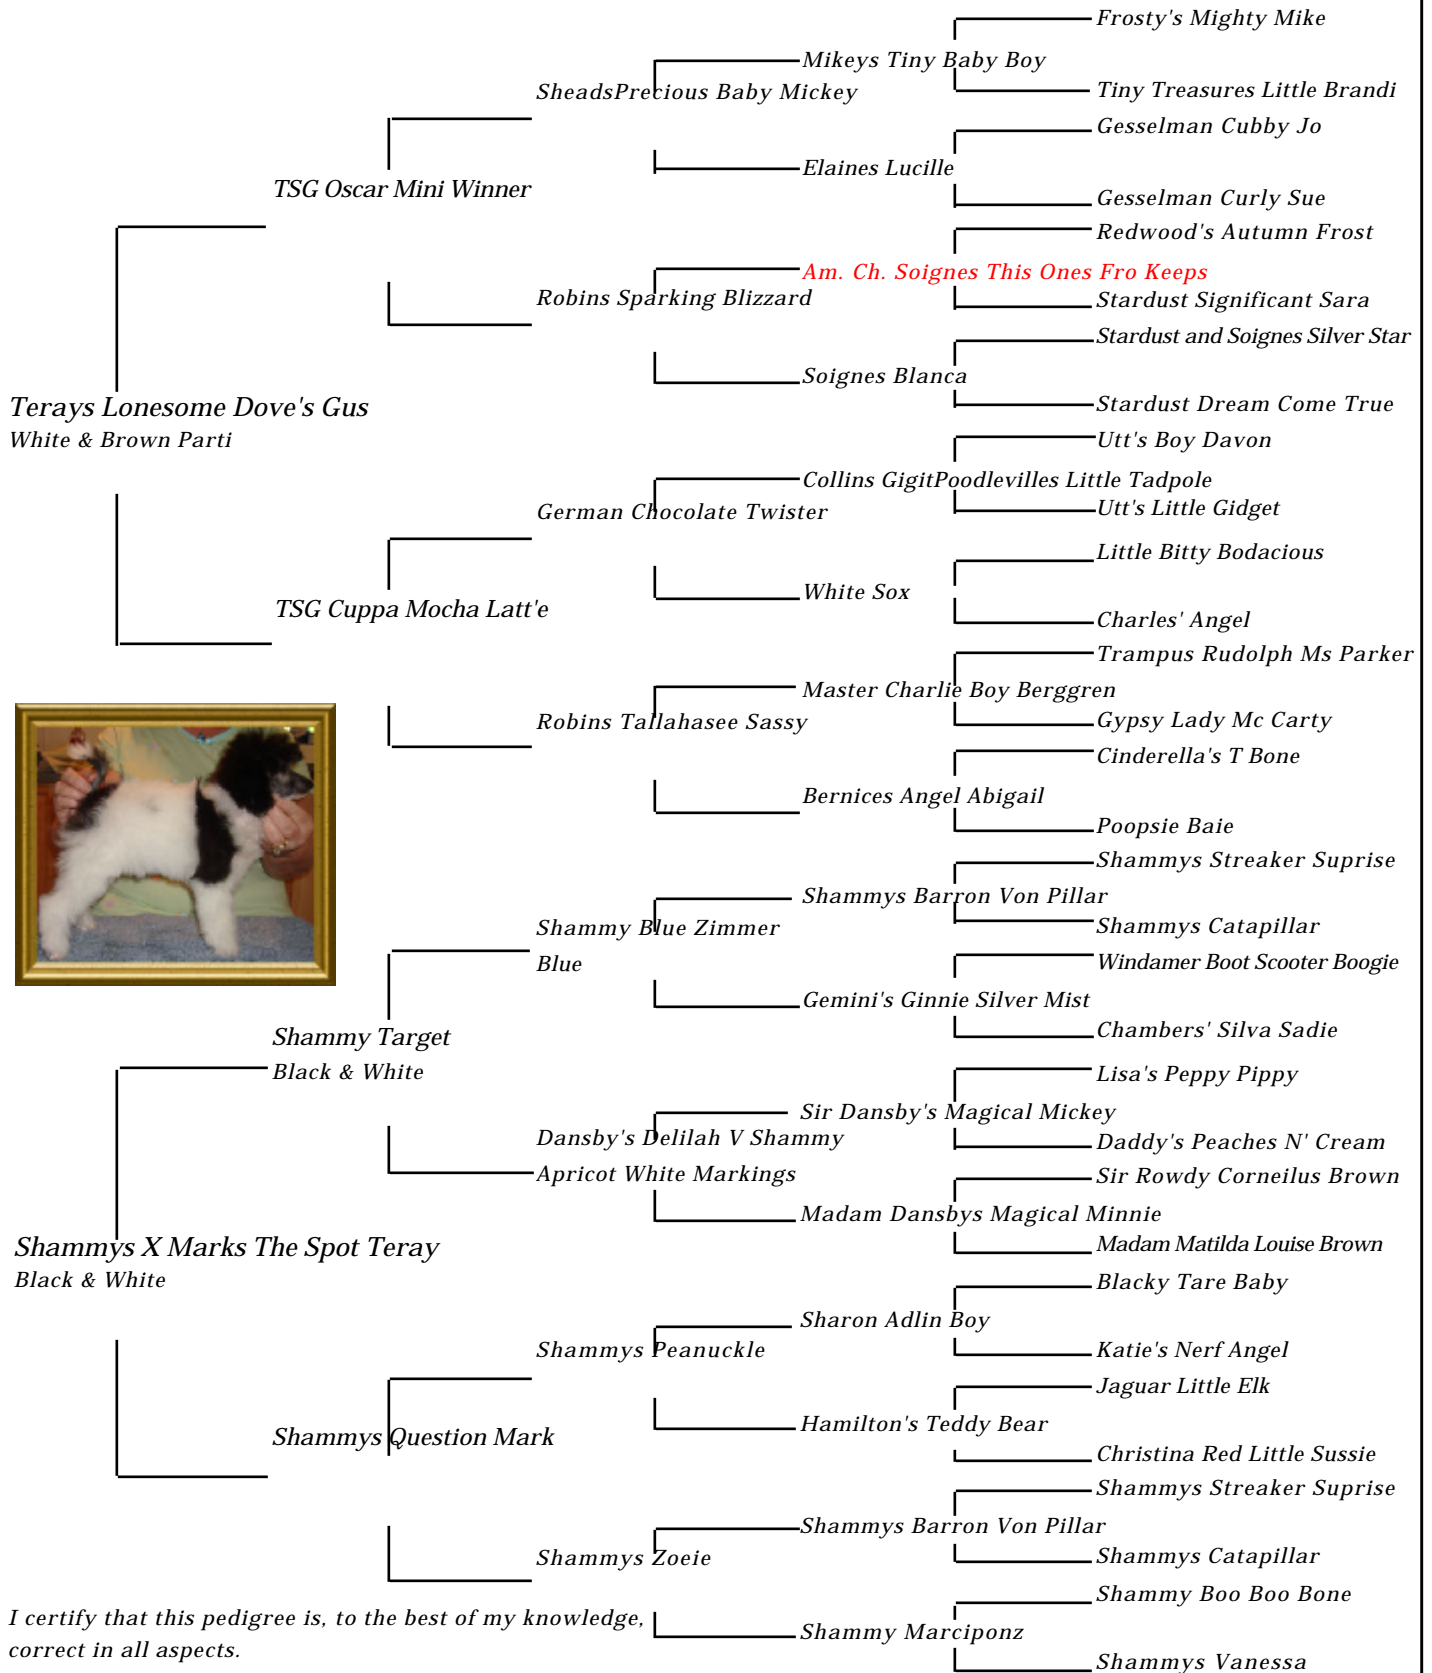 Frosty's Mighty Mike
Mikeys Tiny Baby Boy
SheadsPrecious Baby Mickey
Tiny Treasures Little Brandi
Gesselman Cubby Jo
Elaines Lucille
TSG Oscar Mini Winner
Gesselman Curly Sue
Redwood's Autumn Frost
Am. Ch. Soignes This Ones Fro Keeps
Robins Sparking Blizzard
Stardust Significant Sara
Stardust and Soignes Silver Star
Soignes Blanca
Terays Lonesome Dove's Gus
Stardust Dream Come True
White & Brown Parti
Utt's Boy Davon
Collins GigitPoodlevilles Little Tadpole
German Chocolate Twister
Utt's Little Gidget
Little Bitty Bodacious
White Sox
TSG Cuppa Mocha Latt'e
Charles' Angel
Trampus Rudolph Ms Parker
Master Charlie Boy Berggren
Robins Tallahasee Sassy
Gypsy Lady Mc Carty
Cinderella's T Bone
Bernices Angel Abigail
Poopsie Baie
Shammys Streaker Suprise
Shammys Barron Von Pillar
Shammy Blue Zimmer
Shammys Catapillar
Blue
Windamer Boot Scooter Boogie
Gemini's Ginnie Silver Mist
Chambers' Silva Sadie
Shammy Target
Black & White
Lisa's Peppy Pippy
Sir Dansby's Magical Mickey
Dansby's Delilah V Shammy
Daddy's Peaches N' Cream
Apricot White Markings
Sir Rowdy Corneilus Brown
Madam Dansbys Magical Minnie
Madam Matilda Louise Brown
Shammys X Marks The Spot Teray
Black & White
Blacky Tare Baby
Sharon Adlin Boy
Shammys Peanuckle
Katie's Nerf Angel
Jaguar Little Elk
Hamilton's Teddy Bear
Shammys Question Mark
Christina Red Little Sussie
Shammys Streaker Suprise
Shammys Barron Von Pillar
Shammys Zoeie
Shammys Catapillar
Shammy Boo Boo Bone
I certify that this pedigree is, to the best of my knowledge,
Shammy Marciponz
correct in all aspects.
Shammys Vanessa